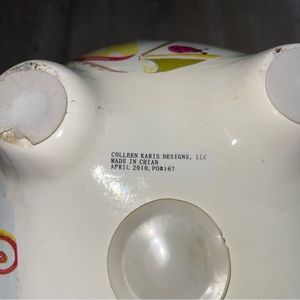 COLLEEN KARIS DESIGNS, LLC
MADE IN CHIAN
APRIL 2010, PO#167